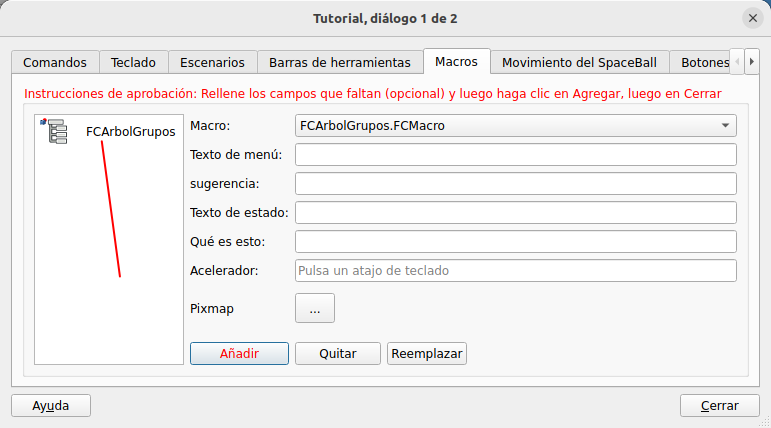 Tutorial, diálogo 1 de 2
Comandos Teclado Escenarios Barras de herramientas Macros Movimiento del SpaceBall Botones
Instrucciones de aprobación: Rellene los campos que faltan (opcional) y luego haga clic en Agregar, luego en Cerrar
FCArbolGrupos
Macro: FCArbolGrupos.FCMacro
Texto de menú:
sugerencia:
Texto de estado:
Qué es esto:
Acelerador: Pulsa un atajo de teclado
Pixmap ...
Añadir Quitar Reemplazar
Ayuda Cerrar